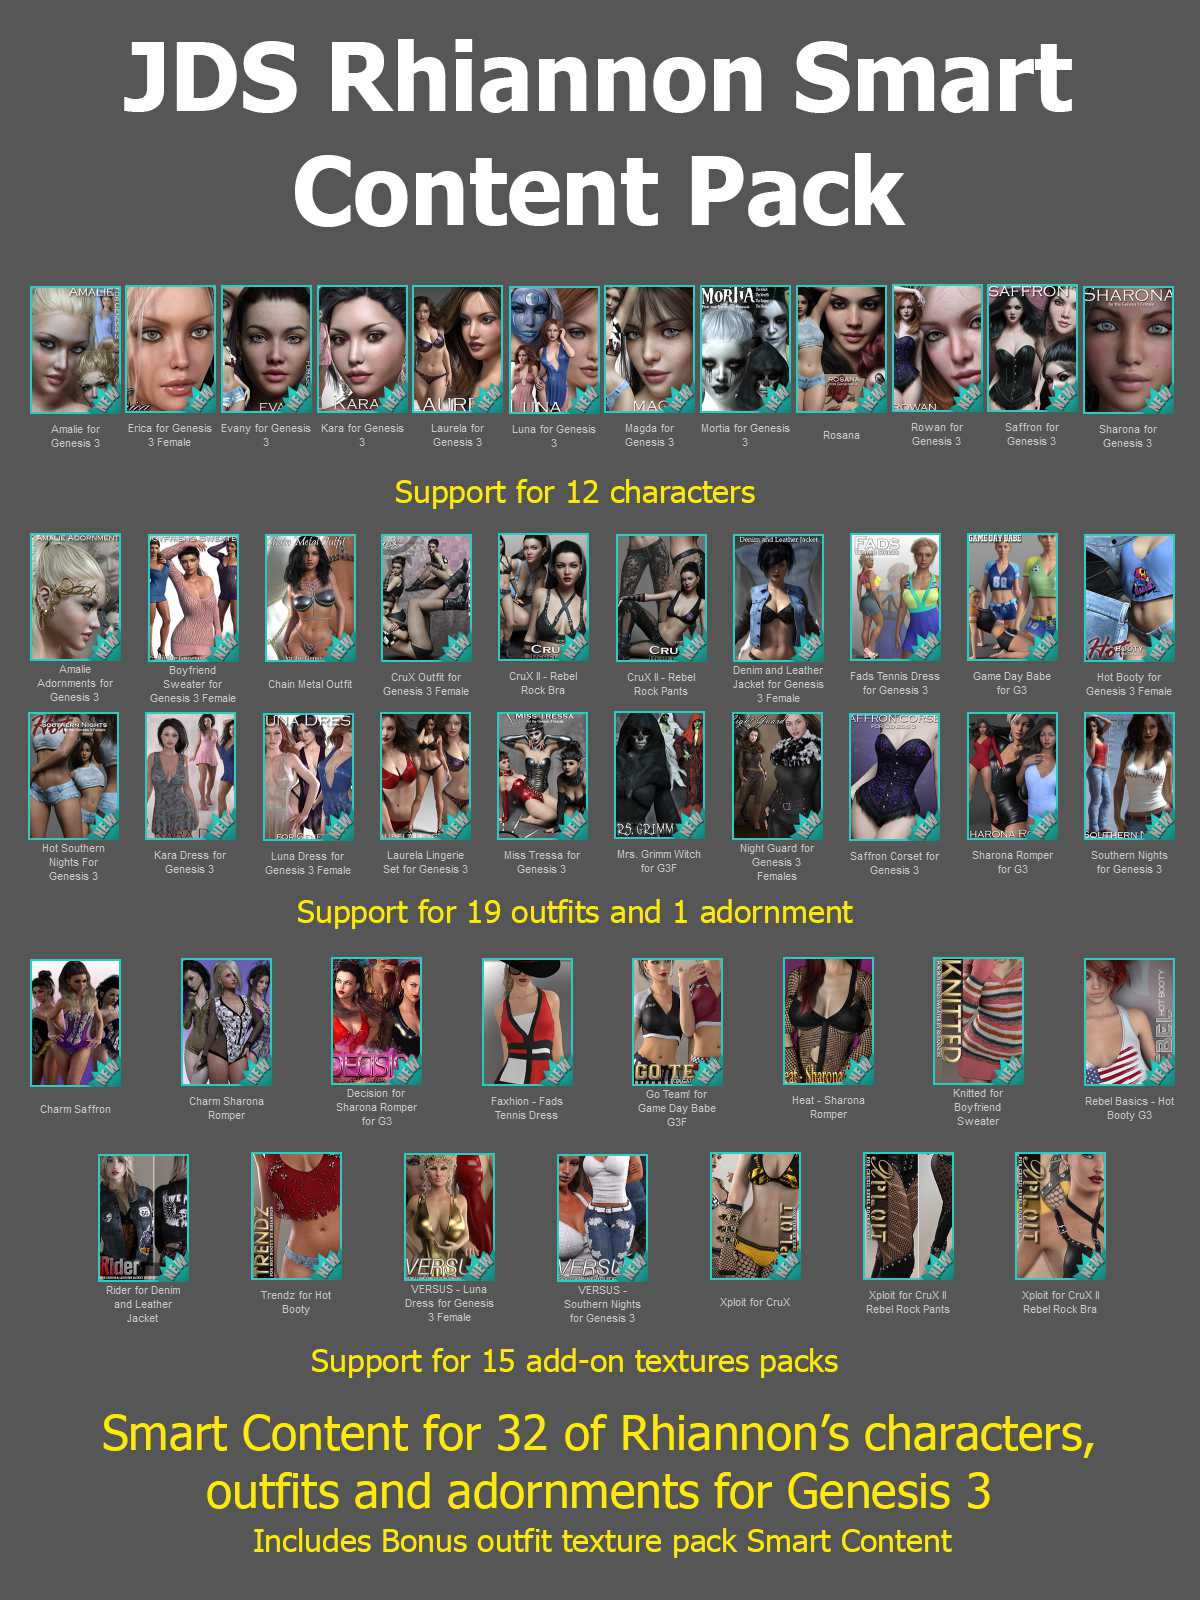 JDS Rhiannon Smart
Content Pack
Amalie for
Genesis 3
Erica for Genesis
3 Female
Evany for Genesis
3
Kara for Genesis
3
Laurela for
Genesis 3
Luna for Genesis
3
Magda for
Genesis 3
Mortia for Genesis
3
Rosana
Rowan for
Genesis 3
Saffron for
Genesis 3
Sharona for
Genesis 3
Support for 12 characters
Amalie
Adornments for
Genesis 3
Boyfriend
Sweater for
Genesis 3 Female
Chain Metal Outfit
CruX Outfit for
Genesis 3 Female
CruX II - Rebel
Rock Bra
CruX II - Rebel
Rock Pants
Denim and Leather
Jacket for Genesis
3 Female
Fads Tennis Dress
for Genesis 3
Game Day Babe
for G3
Hot Booty for
Genesis 3 Female
Hot Southern
Nights For
Genesis 3
Kara Dress for
Genesis 3
Luna Dress for
Genesis 3 Female
Laurela Lingerie
Set for Genesis 3
Miss Tressa for
Genesis 3
Mrs. Grimm Witch
for G3F
Night Guard for
Genesis 3
Females
Saffron Corset for
Genesis 3
Sharona Romper
for G3
Southern Nights
for Genesis 3
Support for 19 outfits and 1 adornment
Charm Saffron
Charm Sharona
Romper
Decision for
Sharona Romper
for G3
Faxhion - Fads
Tennis Dress
Go Team! for
Game Day Babe
G3F
Heat - Sharona
Romper
Knitted for
Boyfriend
Sweater
Rebel Basics - Hot
Booty G3
Rider for Denim
and Leather
Jacket
Trendz for Hot
Booty
VERSUS - Luna
Dress for Genesis
3 Female
VERSUS -
Southern Nights
for Genesis 3
Xploit for CruX
Xploit for CruX II
Rebel Rock Pants
Xploit for CruX II
Rebel Rock Bra
Support for 15 add-on textures packs
Smart Content for 32 of Rhiannon’s characters,
outfits and adornments for Genesis 3
Includes Bonus outfit texture pack Smart Content